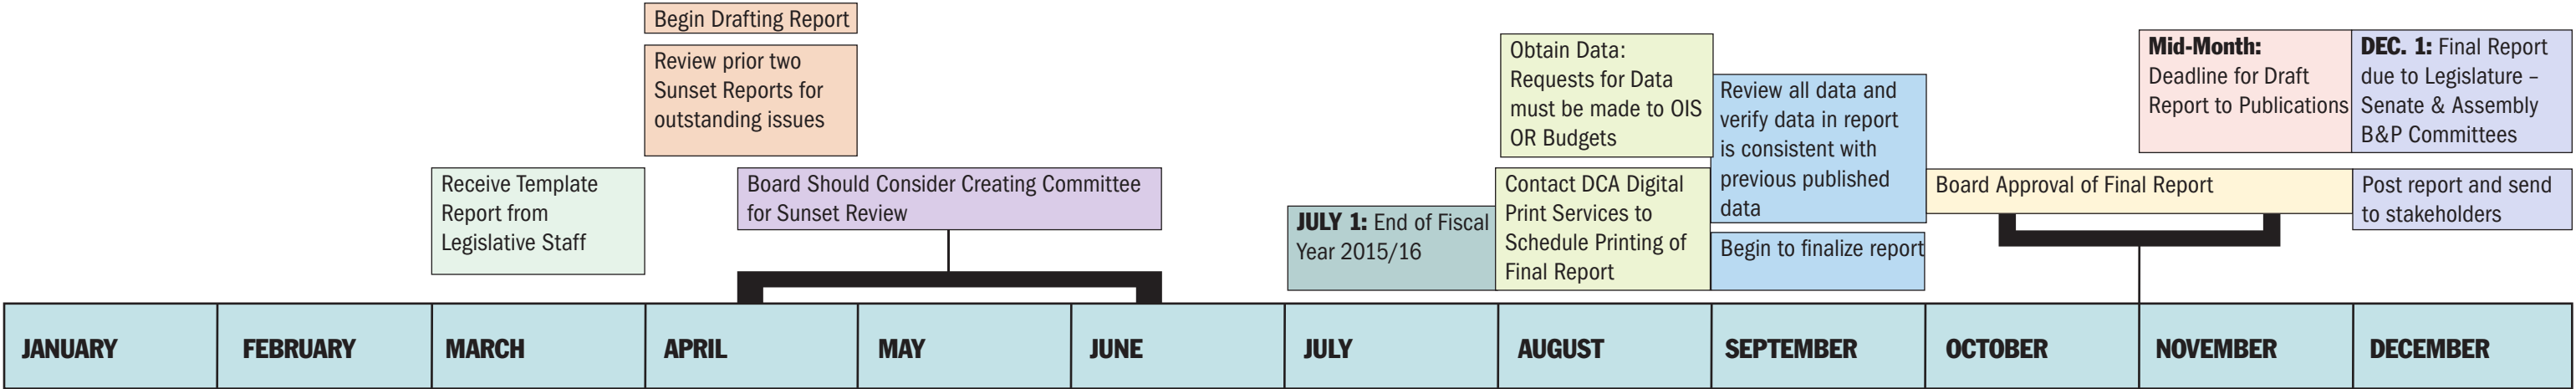 Begin Drafting Report
Review prior two
Sunset Reports for
outstanding issues
Receive Template
Report from
Legislative Staff
Board Should Consider Creating Committee
for Sunset Review
JULY 1: End of Fiscal
Year 2015/16
Obtain Data:
Requests for Data
must be made to OIS
OR Budgets
Contact DCA Digital
Print Services to
Schedule Printing of
Final Report
Review all data and
verify data in report
is consistent with
previous published
data
Begin to finalize report
Mid-Month:
Deadline for Draft
Report to Publications
DEC. 1: Final Report
due to Legislature –
Senate & Assembly
B&P Committees
Board Approval of Final Report
Post report and send
to stakeholders
JANUARY
FEBRUARY
MARCH
APRIL
MAY
JUNE
JULY
AUGUST
SEPTEMBER
OCTOBER
NOVEMBER
DECEMBER